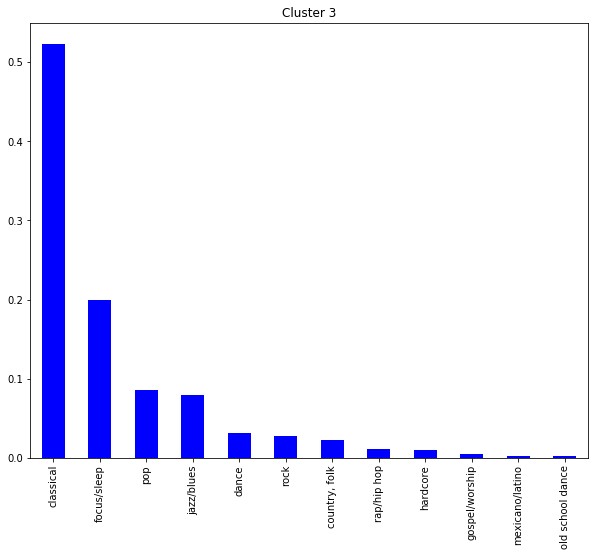 Cluster 3
0.5
0.4
0.3
0.2
0.1
0.0
classical
focus/sleep
pop
jazz/blues
dance
rock
country, folk
rap/hip hop
hardcore
gospel/worship
mexicano/latino
old school dance